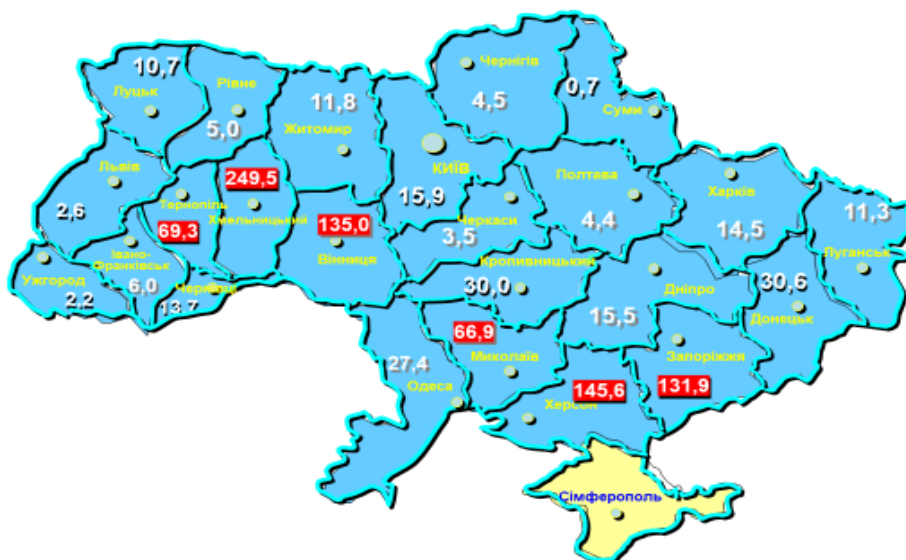 10,7
Луцьк
Рівне
5,0
11,8
Житомир
Чернігів
4,5
0,7
Суми
Львів
2,6
Тернопіль
69,3
249,5
Хмельницький
135,0
Вінниця
КИЇВ
15,9
Черкаси
3,5
Полтава
4,4
Харків
14,5
11,3
Луганськ
Івано-
Франківськ
6,0
Ужгород
2,2
Чернівці
13,7
Кропивницький
30,0
Дніпро
15,5
30,6
Донецьк
27,4
Одеса
66,9
Миколаїв
145,6
Херсон
Запоріжжя
131,9
Сімферополь